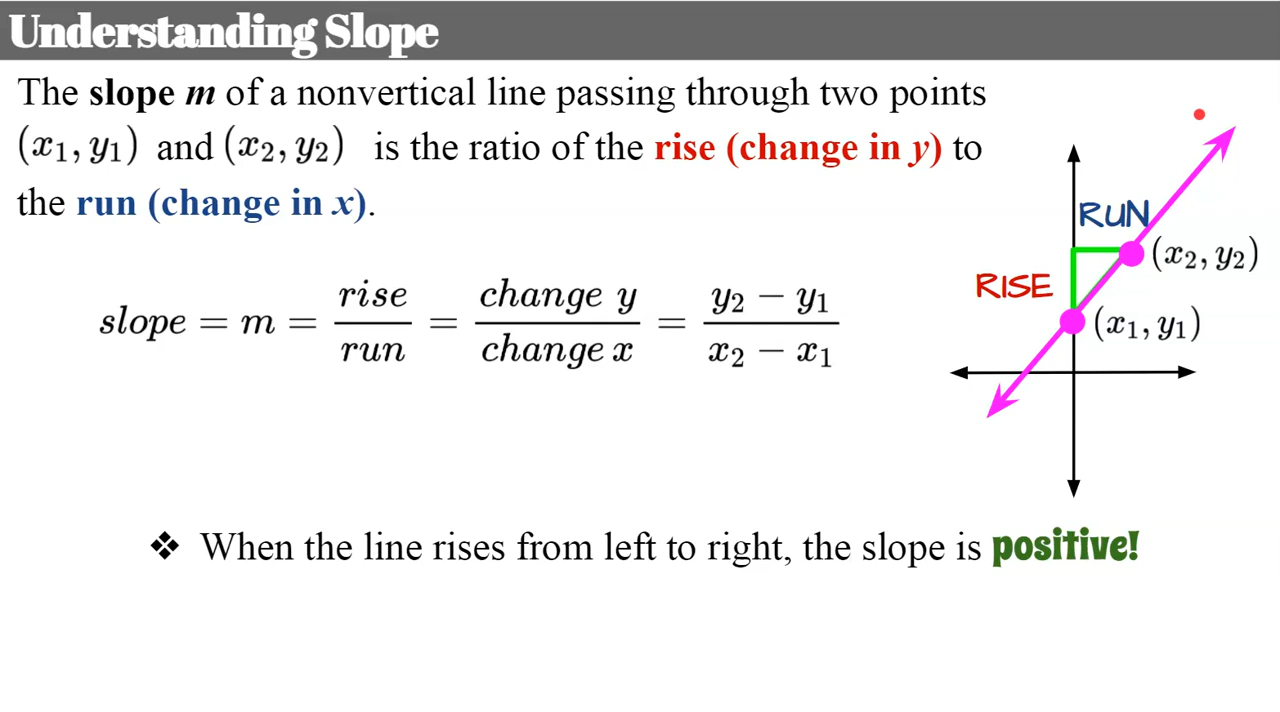 Understanding Slope
The slope m of a nonvertical line passing through two points
(x₁, y₁) and (x₂, y₂) is the ratio of the rise (change in y) to
the run (change in x).
slope = m = rise/run = change y/change x = y₂ − y₁/x₂ − x₁
RUN
(x₂, y₂)
RISE
(x₁, y₁)
❖ When the line rises from left to right, the slope is positive!